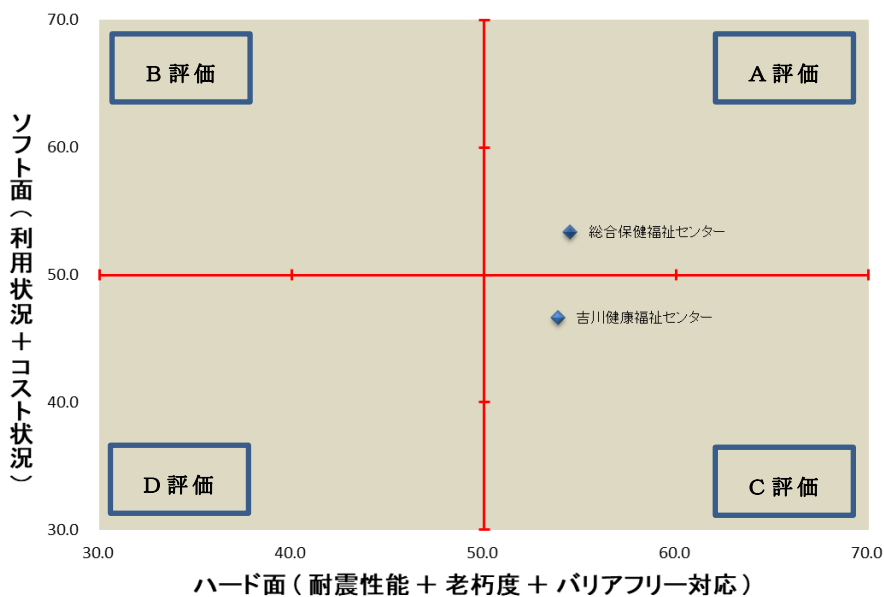 70.0
B評価
A評価
60.0
総合保健福祉センター
50.0
吉川健康福祉センター
40.0
D評価
C評価
30.0
30.0
40.0
50.0
60.0
70.0
ソフト面(利用状況+コスト状況)
ハード面(耐震性能+老朽度+バリアフリー対応)